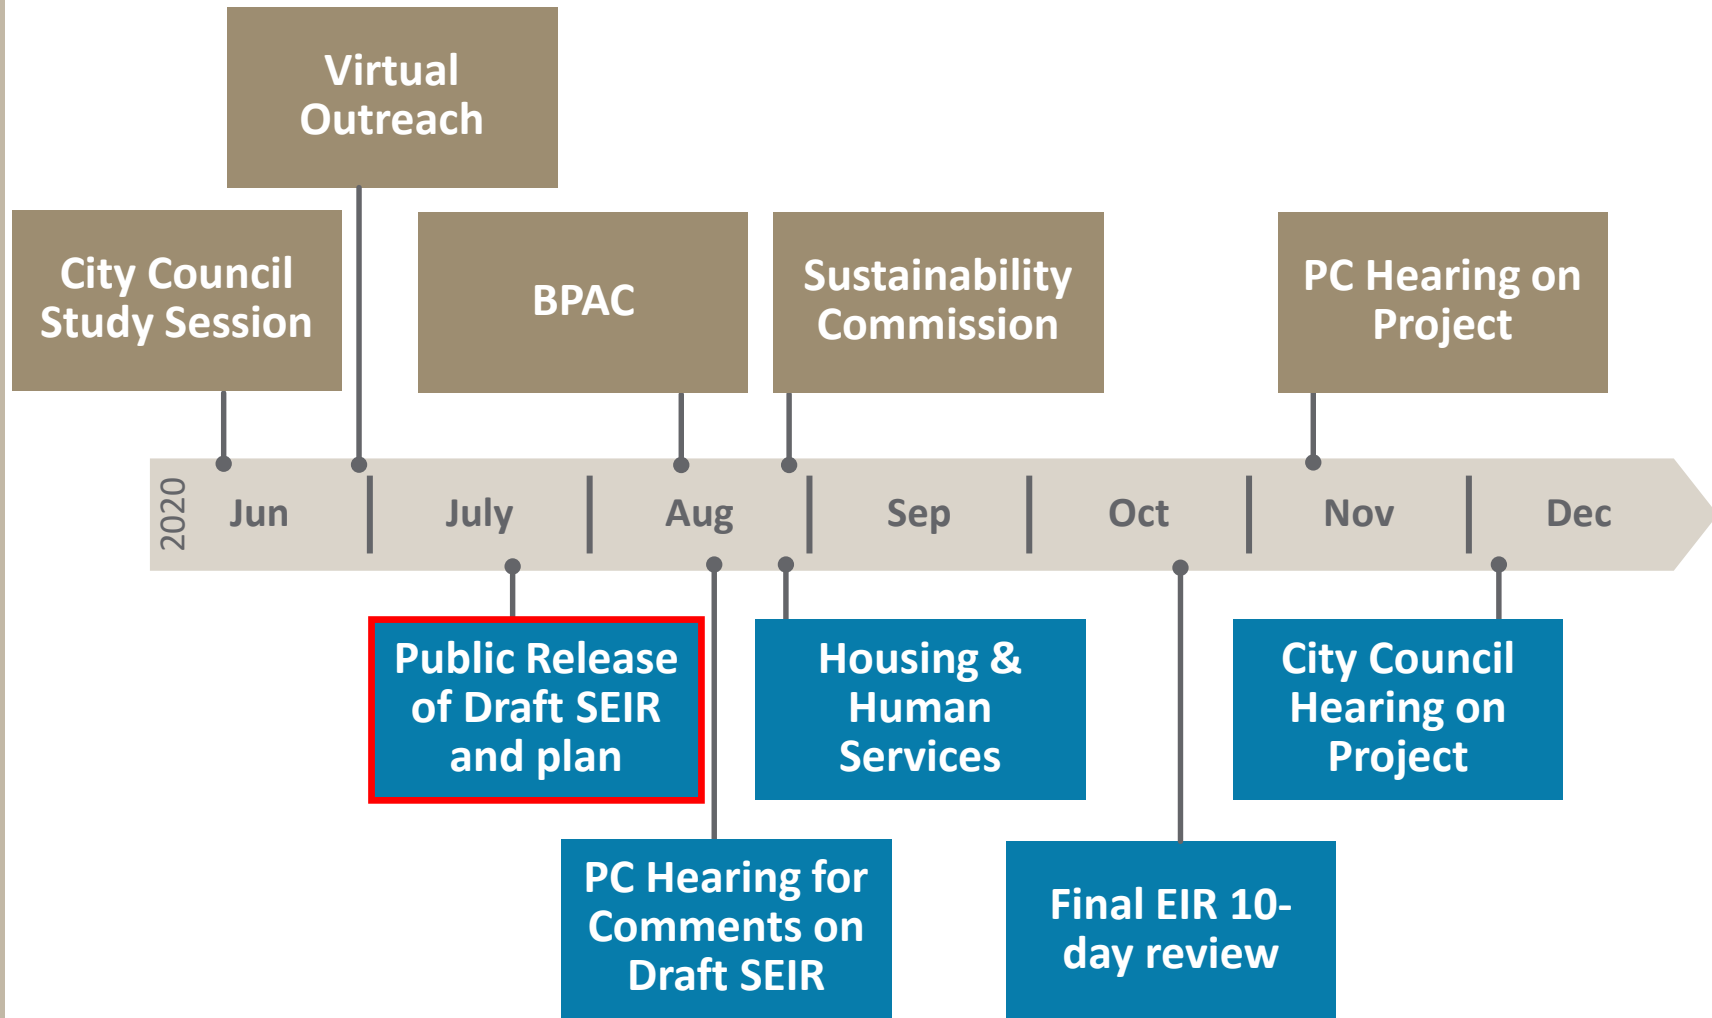 Virtual
Outreach
City Council
Study Session
BPAC
Sustainability
Commission
PC Hearing on
Project
2020
Jun
July
Aug
Sep
Oct
Nov
Dec
Public Release
of Draft SEIR
and plan
Housing &
Human
Services
City Council
Hearing on
Project
PC Hearing for
Comments on
Draft SEIR
Final EIR 10-
day review